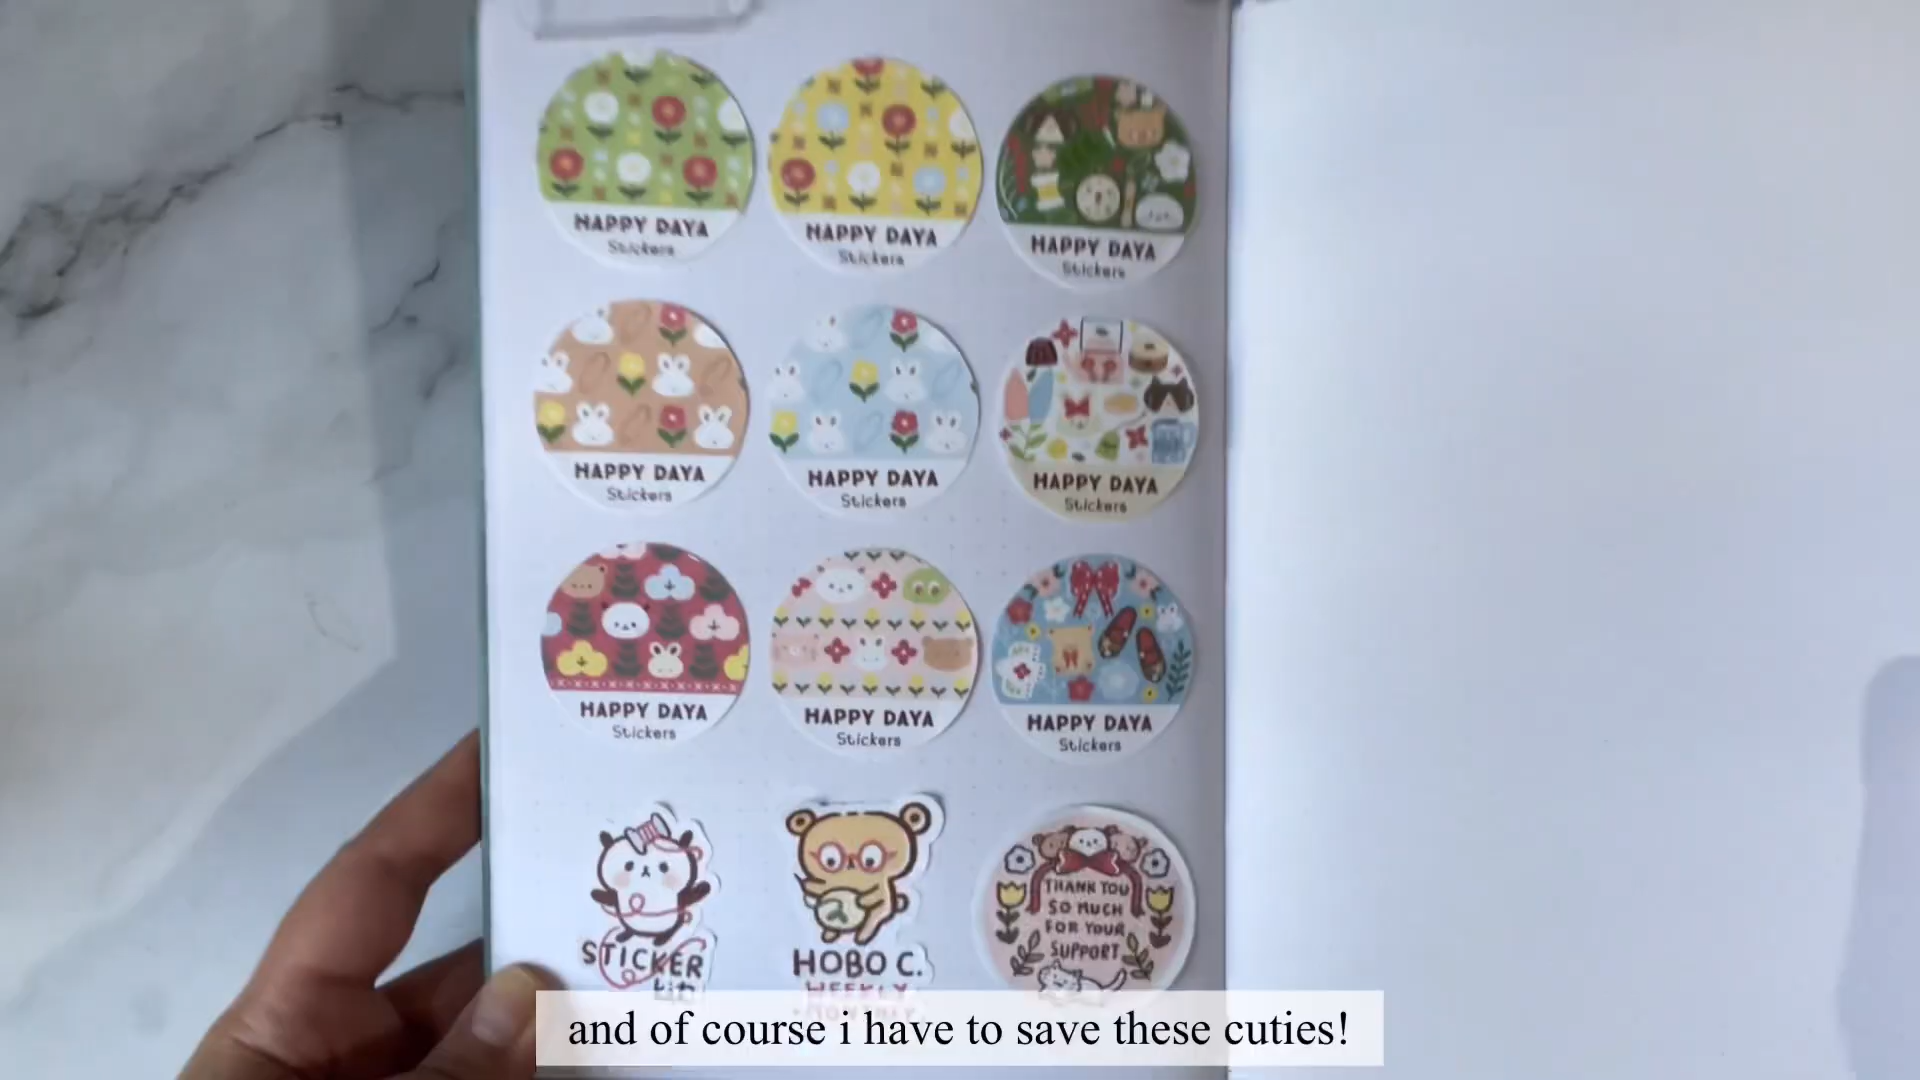 HAPPY DAYA
Stickers
HAPPY DAYA
Stickers
HAPPY DAYA
Stickers
HAPPY DAYA
Stickers
HAPPY DAYA
Stickers
HAPPY DAYA
Stickers
HAPPY DAYA
Stickers
HAPPY DAYA
Stickers
HAPPY DAYA
Stickers
STICKER
HOBO C.
WEEKLY
THANK YOU
SO MUCH
FOR YOUR
SUPPORT
and of course i have to save these cuties!